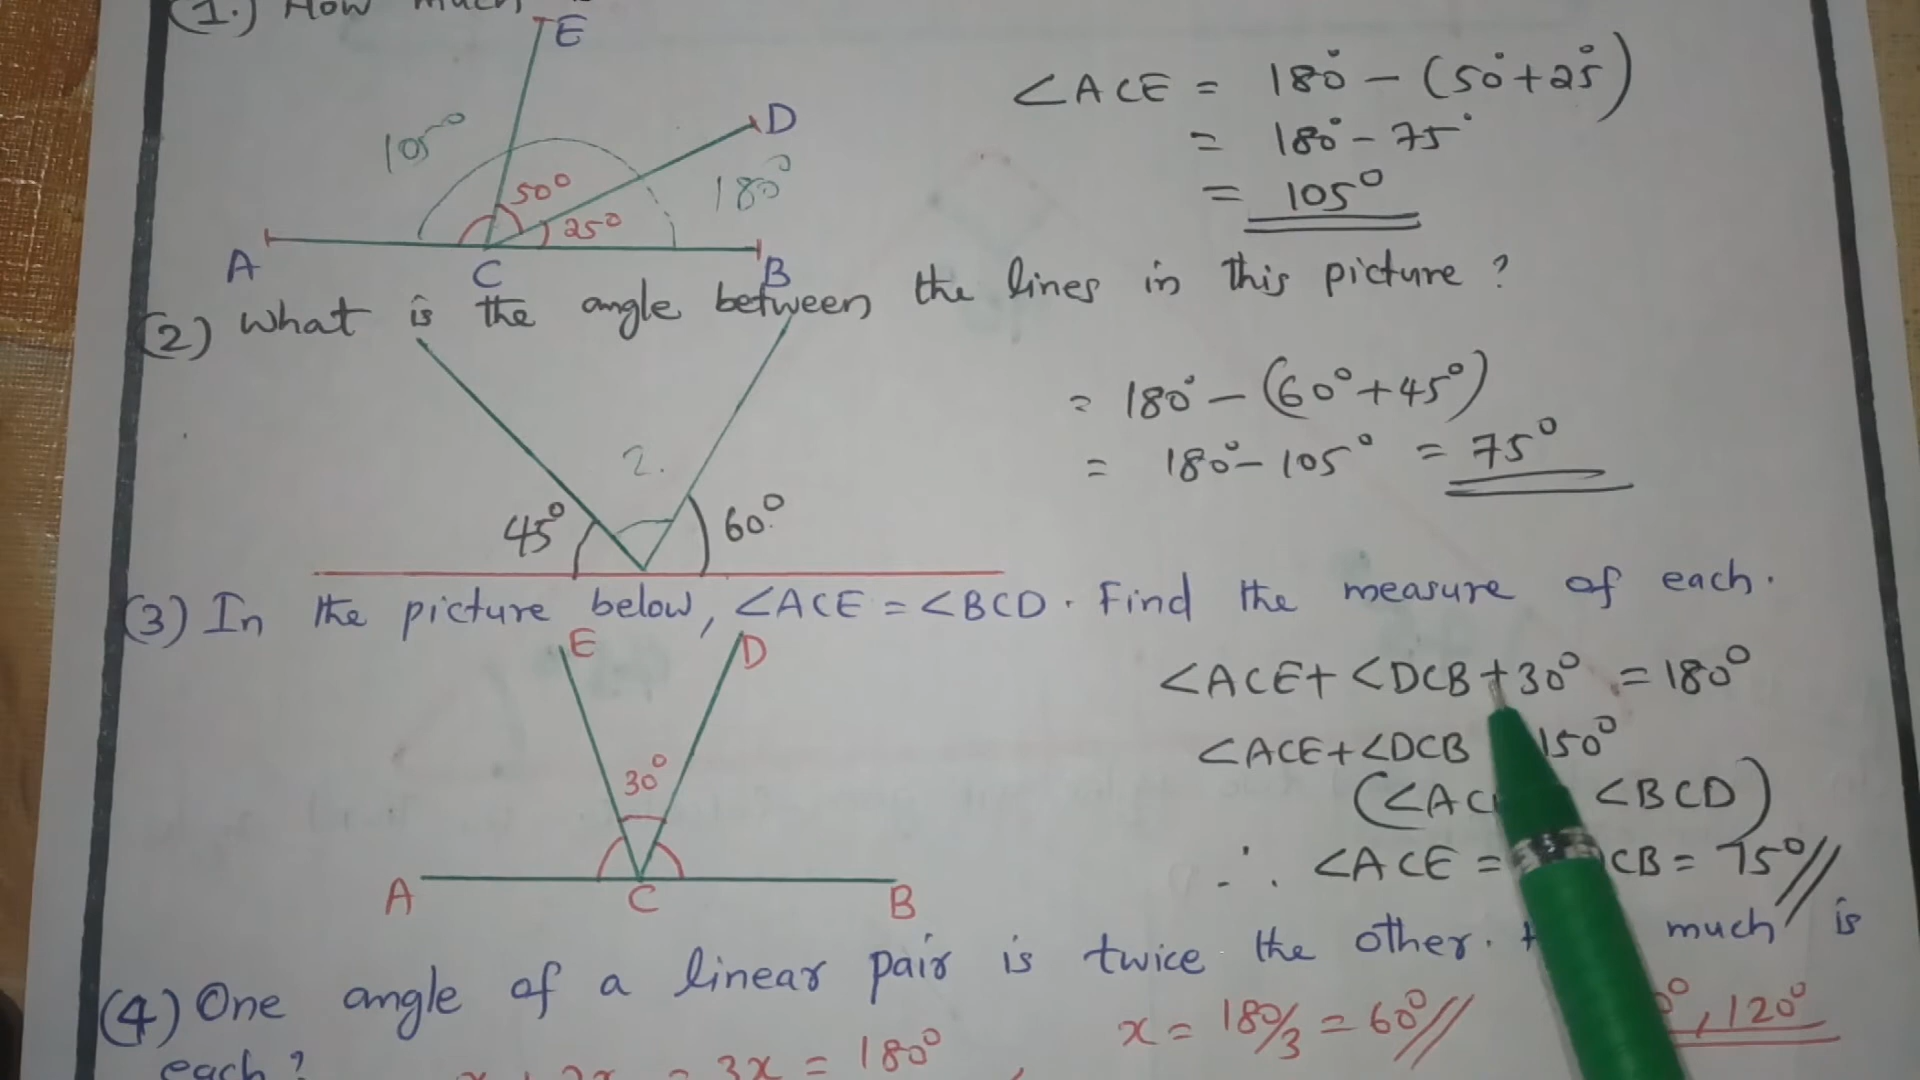 (1.) How much
E
D
105°
50°
25°
180°
A
C
B
∠ACE = 180° - (50° + 25°)
= 180° - 75°
= 105°
(2) What is the angle between the lines in this picture ?
?
45°
60°
= 180° - (60° + 45°)
= 180° - 105° = 75°
(3) In the picture below, ∠ACE = ∠BCD. Find the measure of each.
E
D
30°
A
C
B
∠ACE + ∠DCB + 30° = 180°
∠ACE + ∠DCB 150°
(∠AC ∠BCD)
∴ ∠ACE = CB = 75° //
(4) One angle of a linear pair is twice the other. much is
each ?
= 3x = 180° ,
x = 180/3 = 60° //
0°, 120°